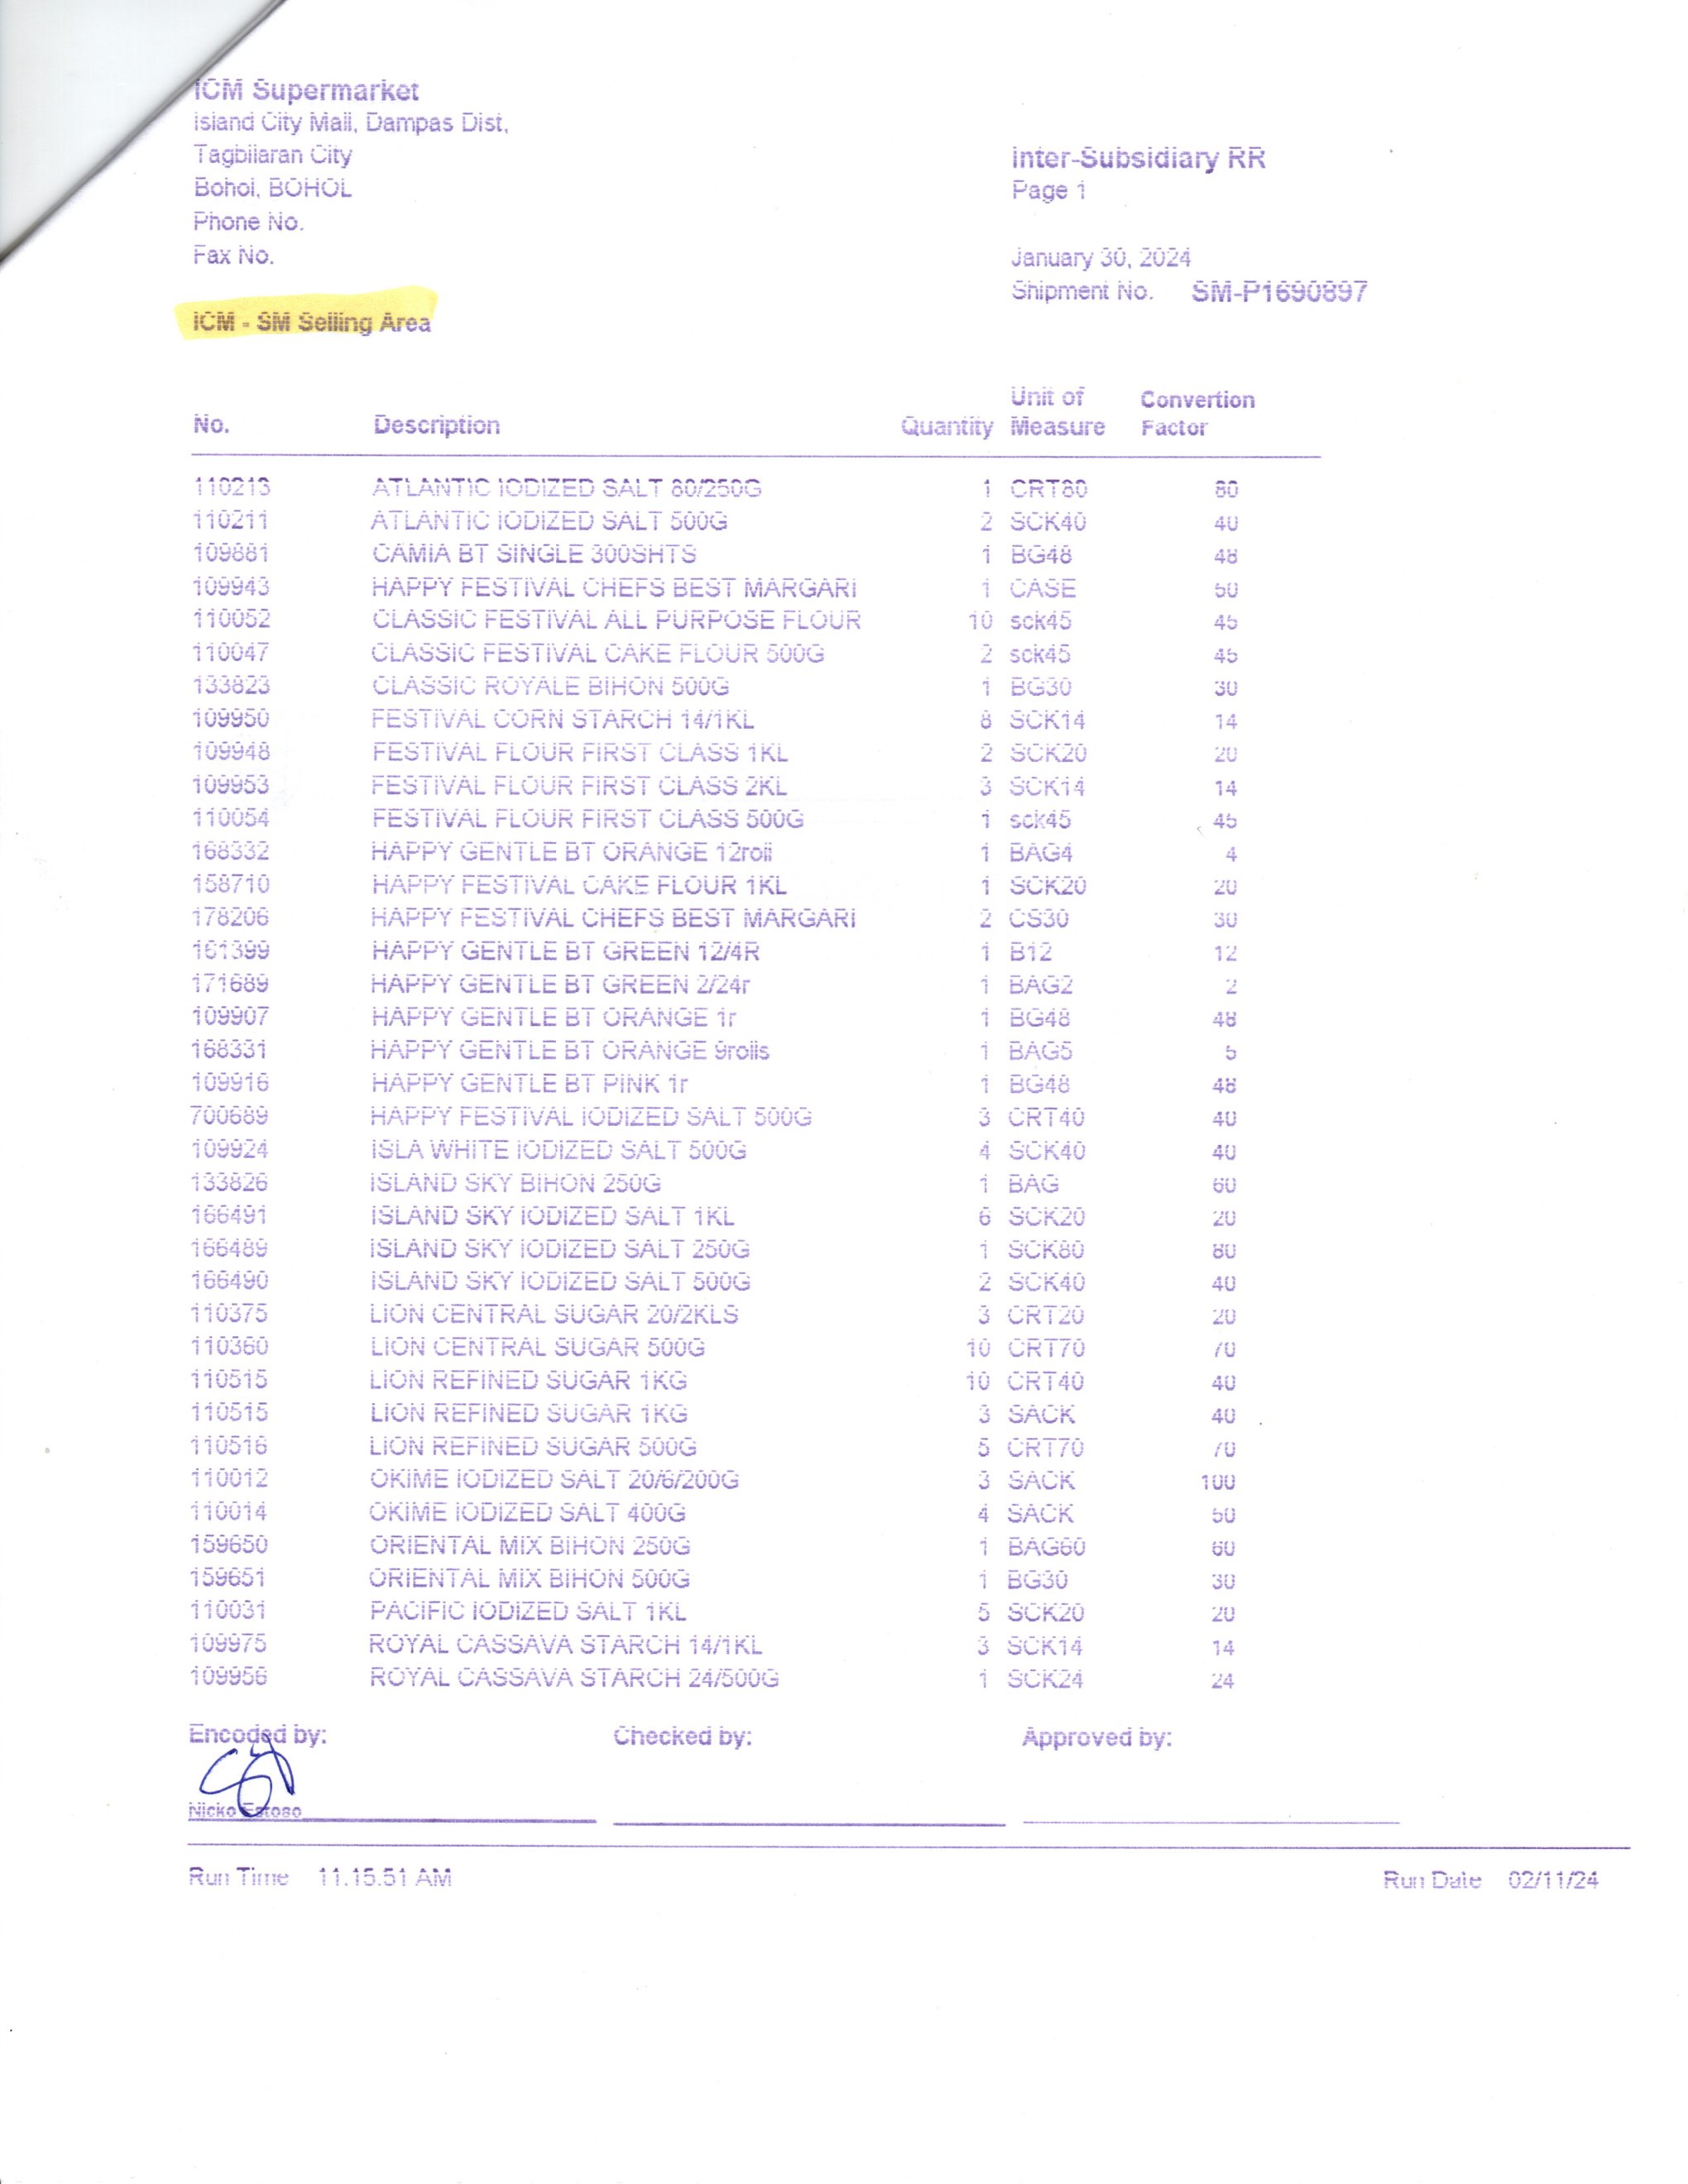 ICM Supermarket
Island City Mall, Dampas Dist,
Tagbilaran City
Bohol, BOHOL
Phone No.
Fax No.
Inter-Subsidiary RR
Page 1
January 30, 2024
Shipment No. SM-P1690897
ICM - SM Selling Area
No. Description Quantity Unit of Measure Convertion Factor
110213 ATLANTIC IODIZED SALT 80/250G 1 CRT80 80
110211 ATLANTIC IODIZED SALT 500G 2 SCK40 40
109881 CAMIA BT SINGLE 300SHTS 1 BG48 48
109943 HAPPY FESTIVAL CHEFS BEST MARGARI 1 CASE 50
110052 CLASSIC FESTIVAL ALL PURPOSE FLOUR 10 sck45 45
110047 CLASSIC FESTIVAL CAKE FLOUR 500G 2 sck45 45
133823 CLASSIC ROYALE BIHON 500G 1 BG30 30
109950 FESTIVAL CORN STARCH 14/1KL 8 SCK14 14
109948 FESTIVAL FLOUR FIRST CLASS 1KL 2 SCK20 20
109953 FESTIVAL FLOUR FIRST CLASS 2KL 3 SCK14 14
110054 FESTIVAL FLOUR FIRST CLASS 500G 1 sck45 45
168332 HAPPY GENTLE BT ORANGE 12roll 1 BAG4 4
158710 HAPPY FESTIVAL CAKE FLOUR 1KL 1 SCK20 20
178206 HAPPY FESTIVAL CHEFS BEST MARGARI 2 CS30 30
161399 HAPPY GENTLE BT GREEN 12/4R 1 B12 12
171689 HAPPY GENTLE BT GREEN 2/24r 1 BAG2 2
109907 HAPPY GENTLE BT ORANGE 1r 1 BG48 48
168331 HAPPY GENTLE BT ORANGE 9rolls 1 BAG5 5
109916 HAPPY GENTLE BT PINK 1r 1 BG48 48
700689 HAPPY FESTIVAL IODIZED SALT 500G 3 CRT40 40
109924 ISLA WHITE IODIZED SALT 500G 4 SCK40 40
133826 ISLAND SKY BIHON 250G 1 BAG 60
166491 ISLAND SKY IODIZED SALT 1KL 6 SCK20 20
166489 ISLAND SKY IODIZED SALT 250G 1 SCK80 80
166490 ISLAND SKY IODIZED SALT 500G 2 SCK40 40
110375 LION CENTRAL SUGAR 20/2KLS 3 CRT20 20
110360 LION CENTRAL SUGAR 500G 10 CRT70 70
110515 LION REFINED SUGAR 1KG 10 CRT40 40
110515 LION REFINED SUGAR 1KG 3 SACK 40
110516 LION REFINED SUGAR 500G 5 CRT70 70
110012 OKIME IODIZED SALT 20/6/200G 3 SACK 100
110014 OKIME IODIZED SALT 400G 4 SACK 50
159650 ORIENTAL MIX BIHON 250G 1 BAG60 60
159651 ORIENTAL MIX BIHON 500G 1 BG30 30
110031 PACIFIC IODIZED SALT 1KL 5 SCK20 20
109975 ROYAL CASSAVA STARCH 14/1KL 3 SCK14 14
109956 ROYAL CASSAVA STARCH 24/500G 1 SCK24 24
Encoded by: Checked by: Approved by:
Nicko
Run Time 11.15.51 AM Run Date 02/11/24